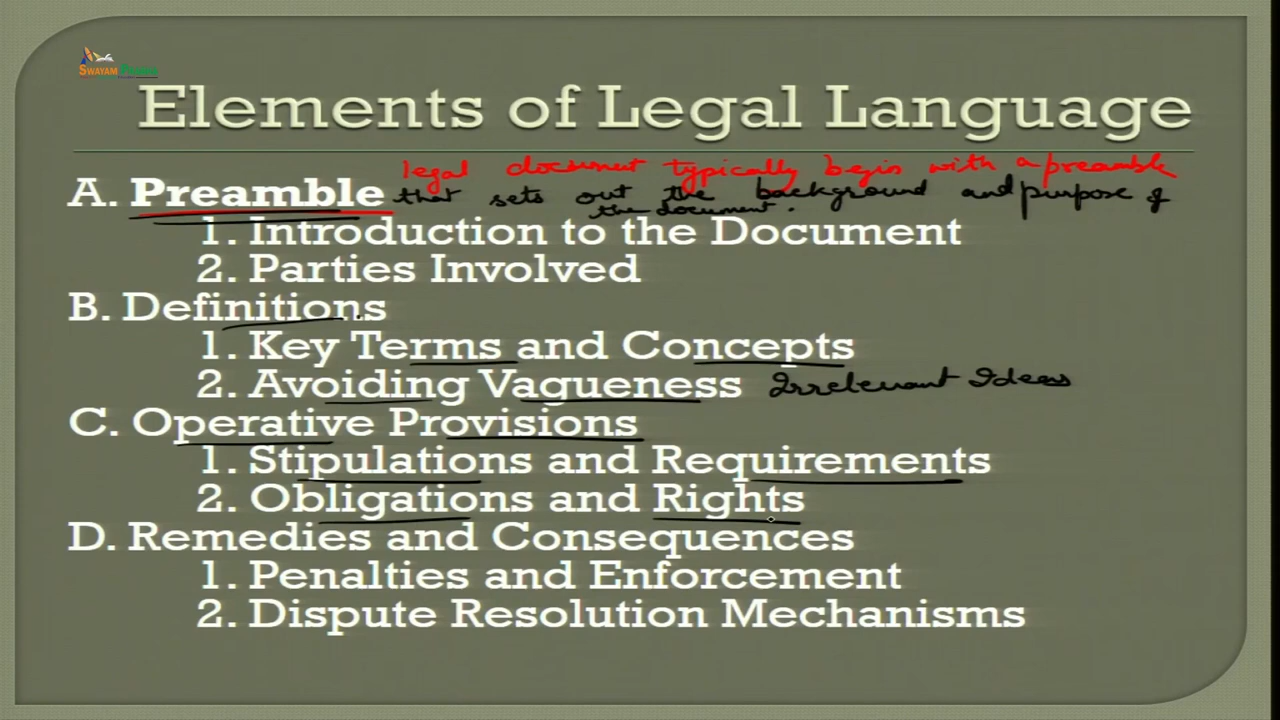 SWAYAM PRABHA
Elements of Legal Language
legal document typically begin with a preamble
A. Preamble that sets out the background and purpose of
the document.
1. Introduction to the Document
2. Parties Involved
B. Definitions
1. Key Terms and Concepts
2. Avoiding Vagueness Irrelevant Ideas
C. Operative Provisions
1. Stipulations and Requirements
2. Obligations and Rights
D. Remedies and Consequences
1. Penalties and Enforcement
2. Dispute Resolution Mechanisms